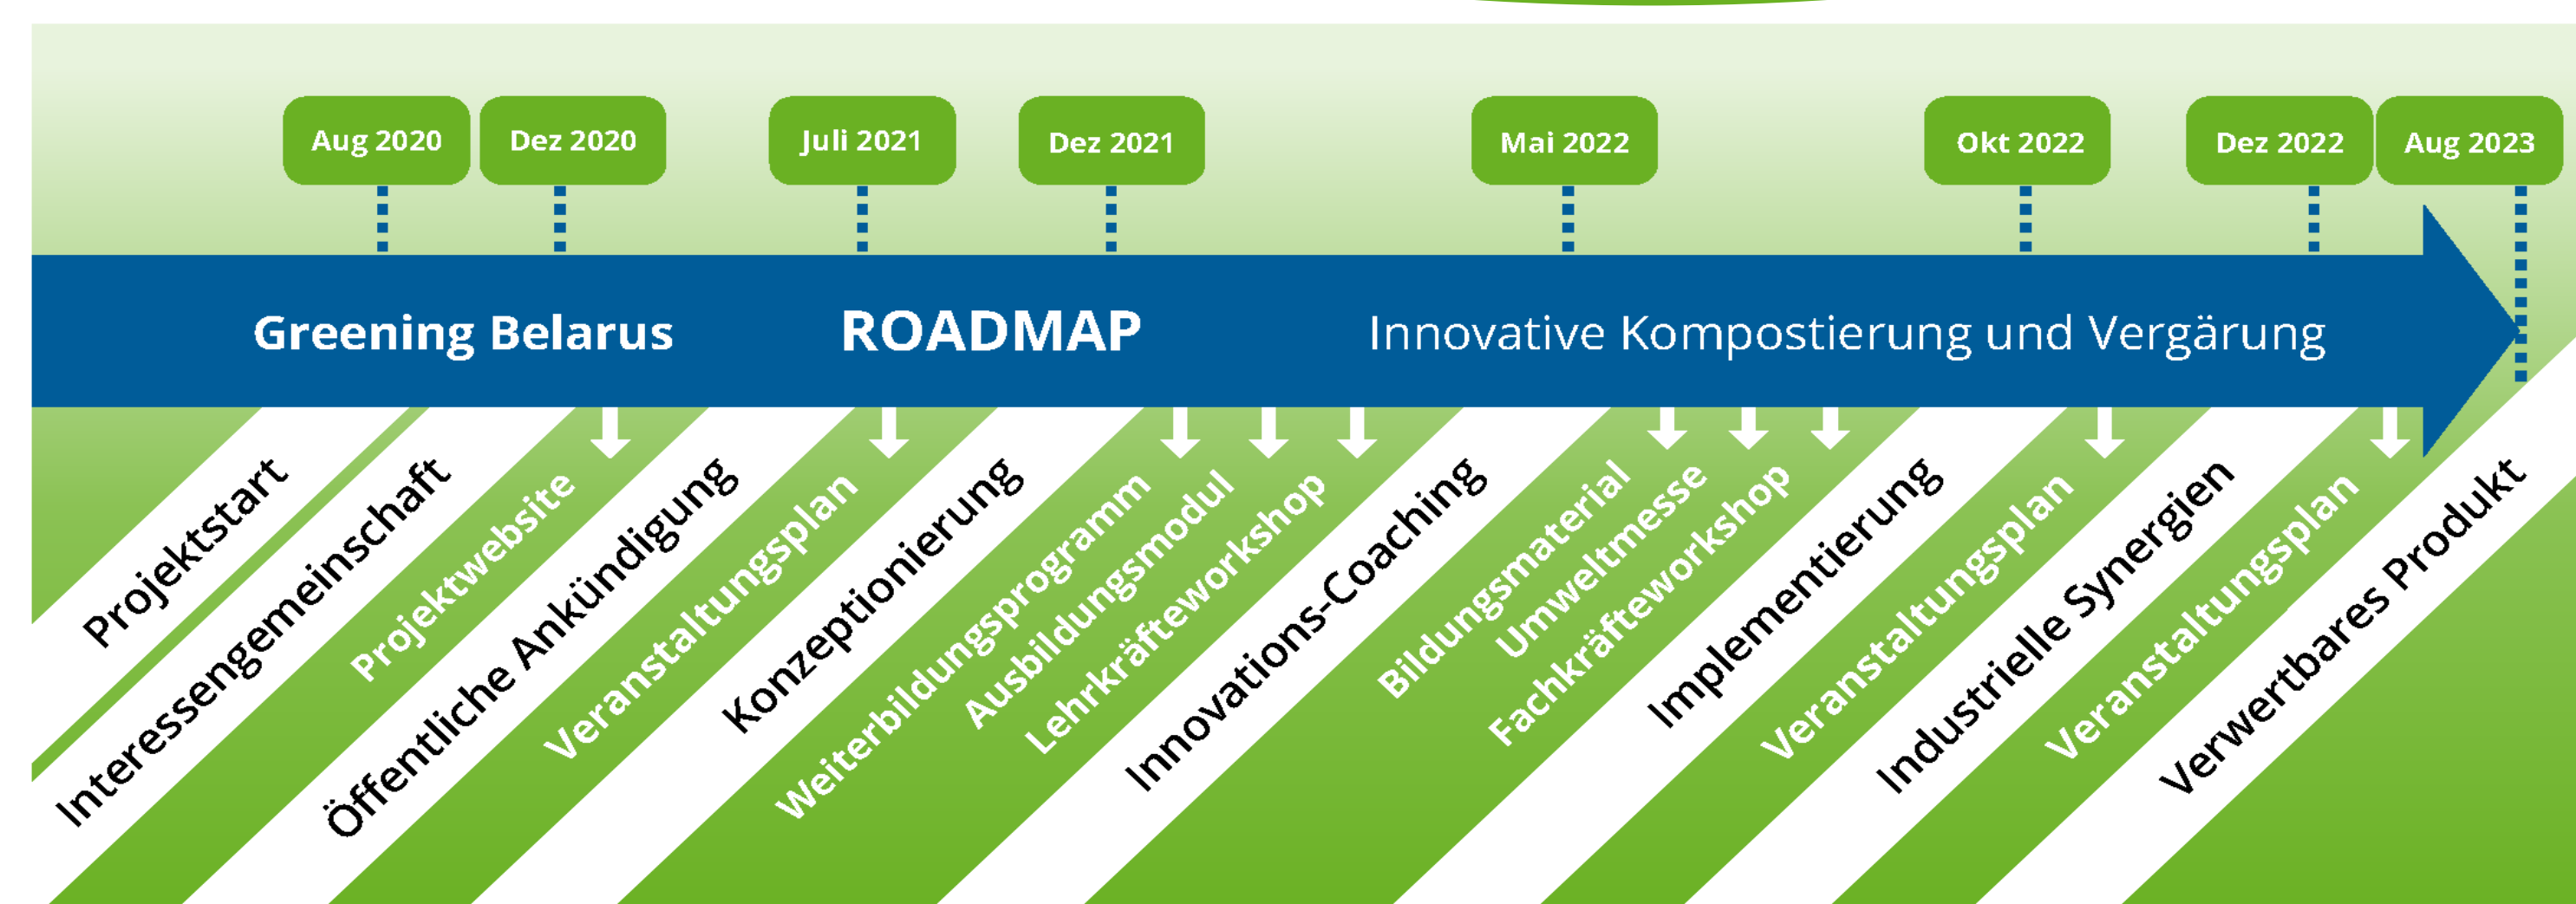 Aug 2020
Dez 2020
Juli 2021
Dez 2021
Mai 2022
Okt 2022
Dez 2022
Aug 2023
Greening Belarus
ROADMAP
Innovative Kompostierung und Vergärung
Projektstart
Interessengemeinschaft
Projektwebsite
Öffentliche Ankündigung
Veranstaltungsplan
Konzeptionierung
Weiterbildungsprogramm
Ausbildungsmodul
Lehrkräfteworkshop
Innovations-Coaching
Bildungsmaterial
Umweltmesse
Fachkräfteworkshop
Implementierung
Veranstaltungsplan
Industrielle Synergien
Veranstaltungsplan
Verwertbares Produkt